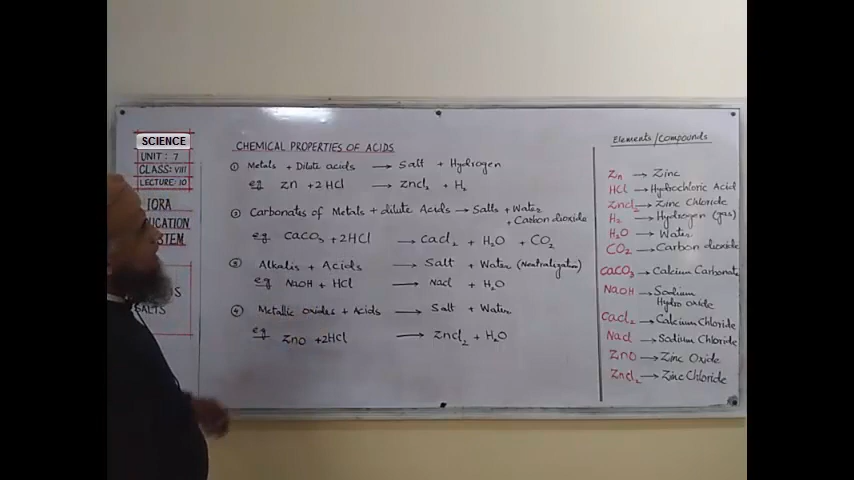 SCIENCE
UNIT: 7
CLASS: VIII
LECTURE: 10
IQRA
SALTS
CHEMICAL PROPERTIES OF ACIDS
① Metals + Dilute acids → Salt + Hydrogen
eg Zn + 2HCl → Zncl₂ + H₂
② Carbonates of Metals + dilute Acids → Salts + Water
+ Carbon dioxide
eg CaCO₃ + 2HCl → cacl₂ + H₂O + CO₂
③ Alkalis + Acids → Salt + Water (Neutralization)
eg NaOH + HCl → Nacl + H₂O
④ Metallic oxides + Acids → Salt + Water
eg ZnO + 2HCl → Zncl₂ + H₂O
Elements/Compounds
Zn → Zinc
HCl → Hydrochloric Acid
Zncl₂ → Zinc Chloride
H₂ → Hydrogen (gas)
H₂O → Water
CO₂ → Carbon dioxide
CaCO₃ → Calcium Carbonate
NaOH → Sodium
Hydro oxide
Cacl₂ → Calcium Chloride
Nacl → Sodium Chloride
ZnO → Zinc Oxide
Zncl₂ → Zinc Chloride